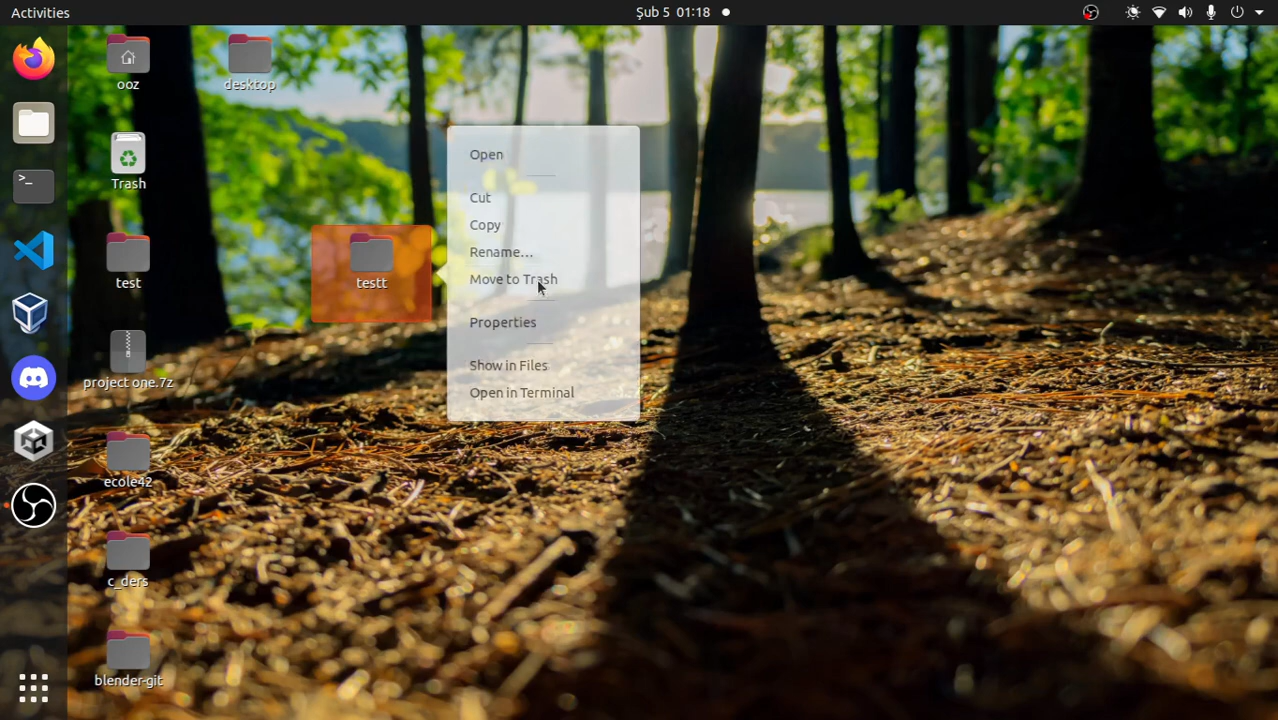 Activities
Şub 5 01:18
ooz
desktop
Trash
test
testt
project one.7z
ecole42
c_ders
blender-git
Open
Cut
Copy
Rename…
Move to Trash
Properties
Show in Files
Open in Terminal
>_